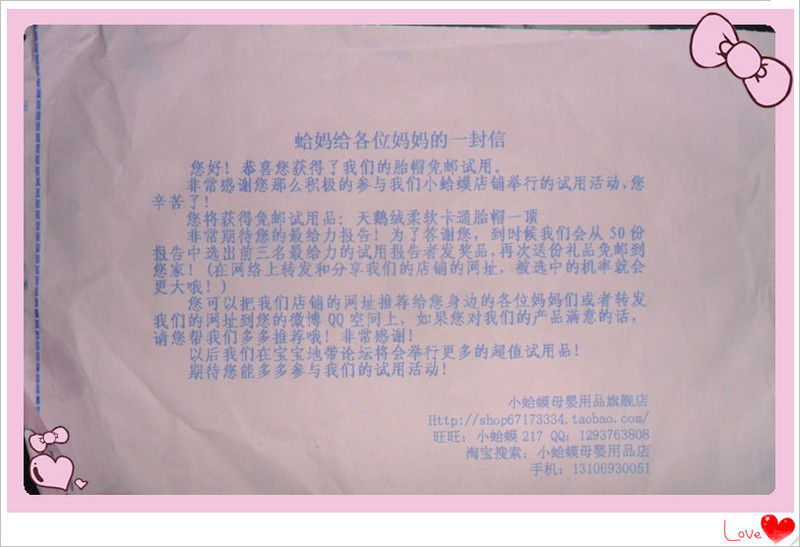 蛤妈给各位妈妈的一封信
您好！恭喜您获得了我们的胎帽免邮试用。
非常感谢您那么积极的参与我们小蛤蟆店铺举行的试用活动,您
辛苦了！
您将获得免邮试用品：天鹅绒柔软卡通胎帽一项
非常期待您的最给力报告！为了答谢您，到时候我们会从 50 份
报告中选出前三名最给力的试用报告者发奖品,再次送份礼品免邮到
您家！(在网络上转发和分享我们的店铺的网址，被选中的机率就会
更大哦！)
您可以把我们店铺的网址推荐给您身边的各位妈妈们或者转发
我们的网址到您的微博 QQ 空间上，如果您对我们的产品满意的话，
请您帮我们多多推荐哦！非常感谢！
以后我们在宝宝地带论坛将会举行更多的超值试用品！
期待您能多多参与我们的试用活动！
小蛤蟆母婴用品旗舰店
Http://shop67173334.taobao.com/
旺旺：小蛤蟆 217 QQ：1293763808
淘宝搜索：小蛤蟆母婴用品店
手机：13106930051
Love